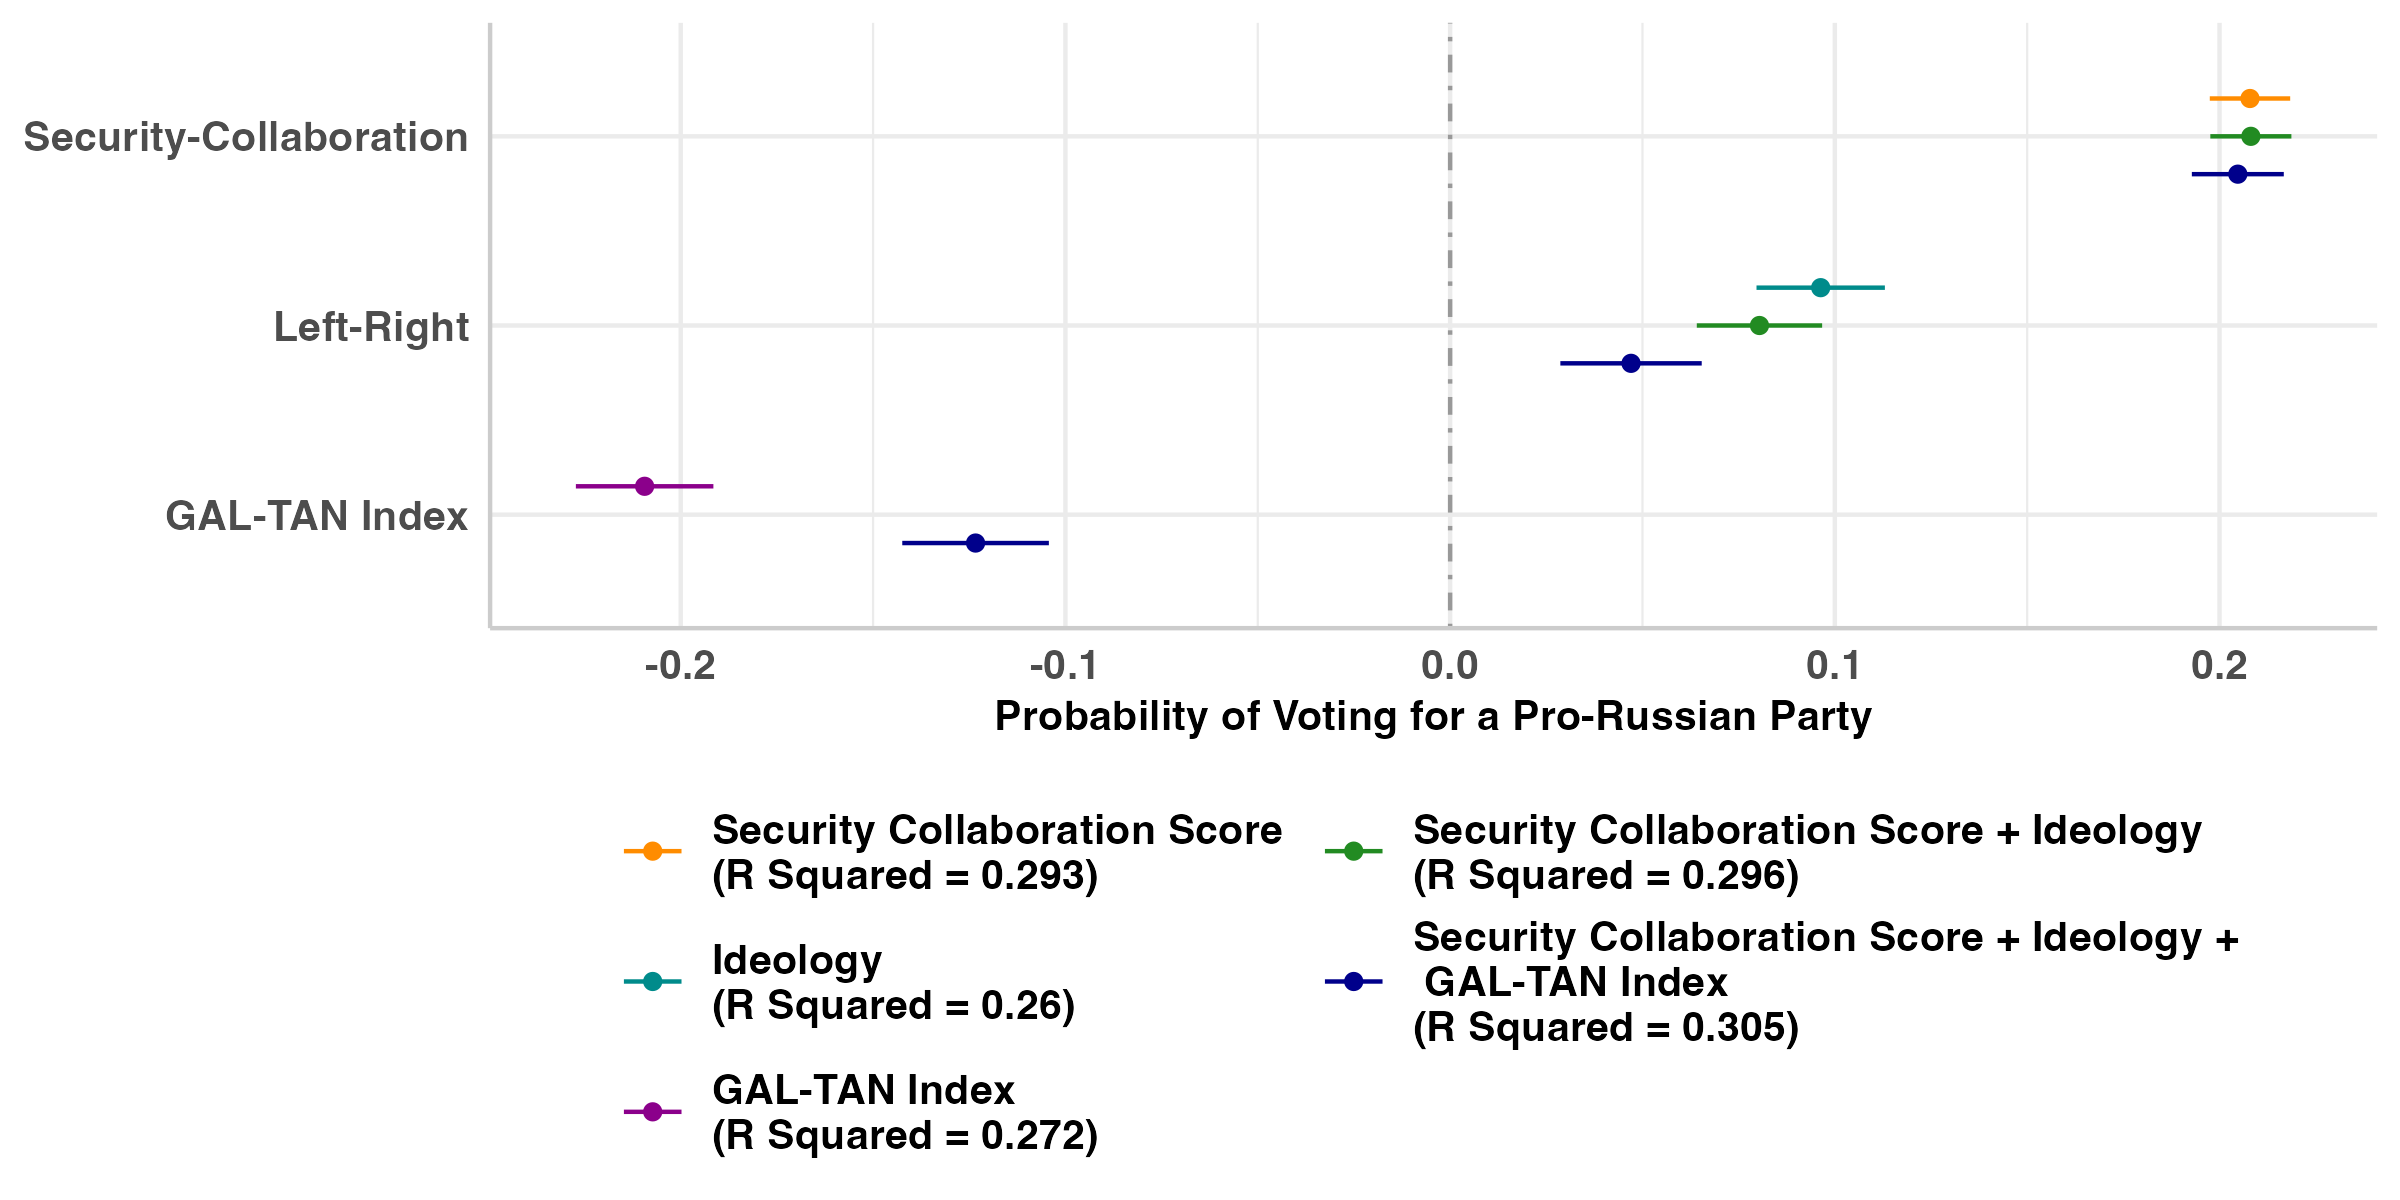 Security-Collaboration
Left-Right
GAL-TAN Index
-0.2
-0.1
0.0
0.1
0.2
Probability of Voting for a Pro-Russian Party
Security Collaboration Score
(R Squared = 0.293)
Ideology
(R Squared = 0.26)
GAL-TAN Index
(R Squared = 0.272)
Security Collaboration Score + Ideology
(R Squared = 0.296)
Security Collaboration Score + Ideology +
GAL-TAN Index
(R Squared = 0.305)